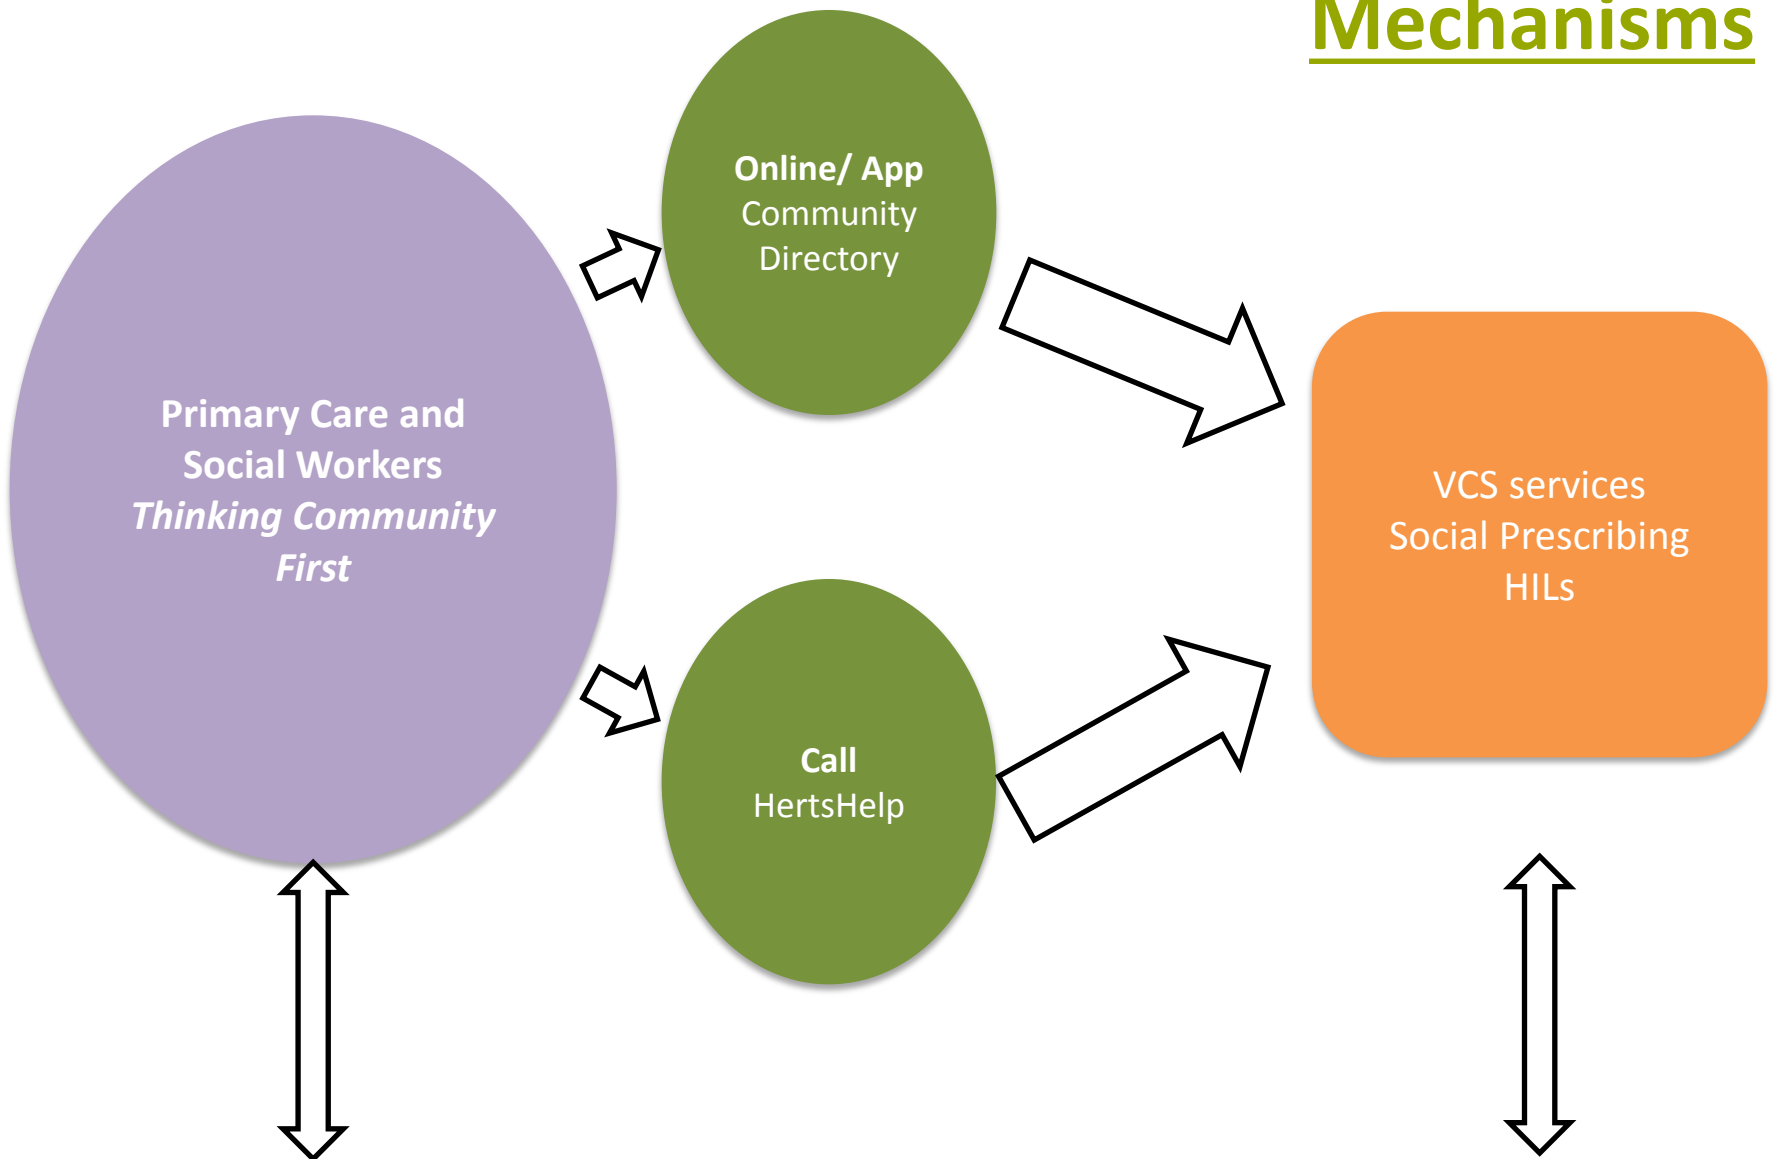 Mechanisms
Online/ App
Community
Directory
Primary Care and
Social Workers
Thinking Community
First
VCS services
Social Prescribing
HILs
Call
HertsHelp